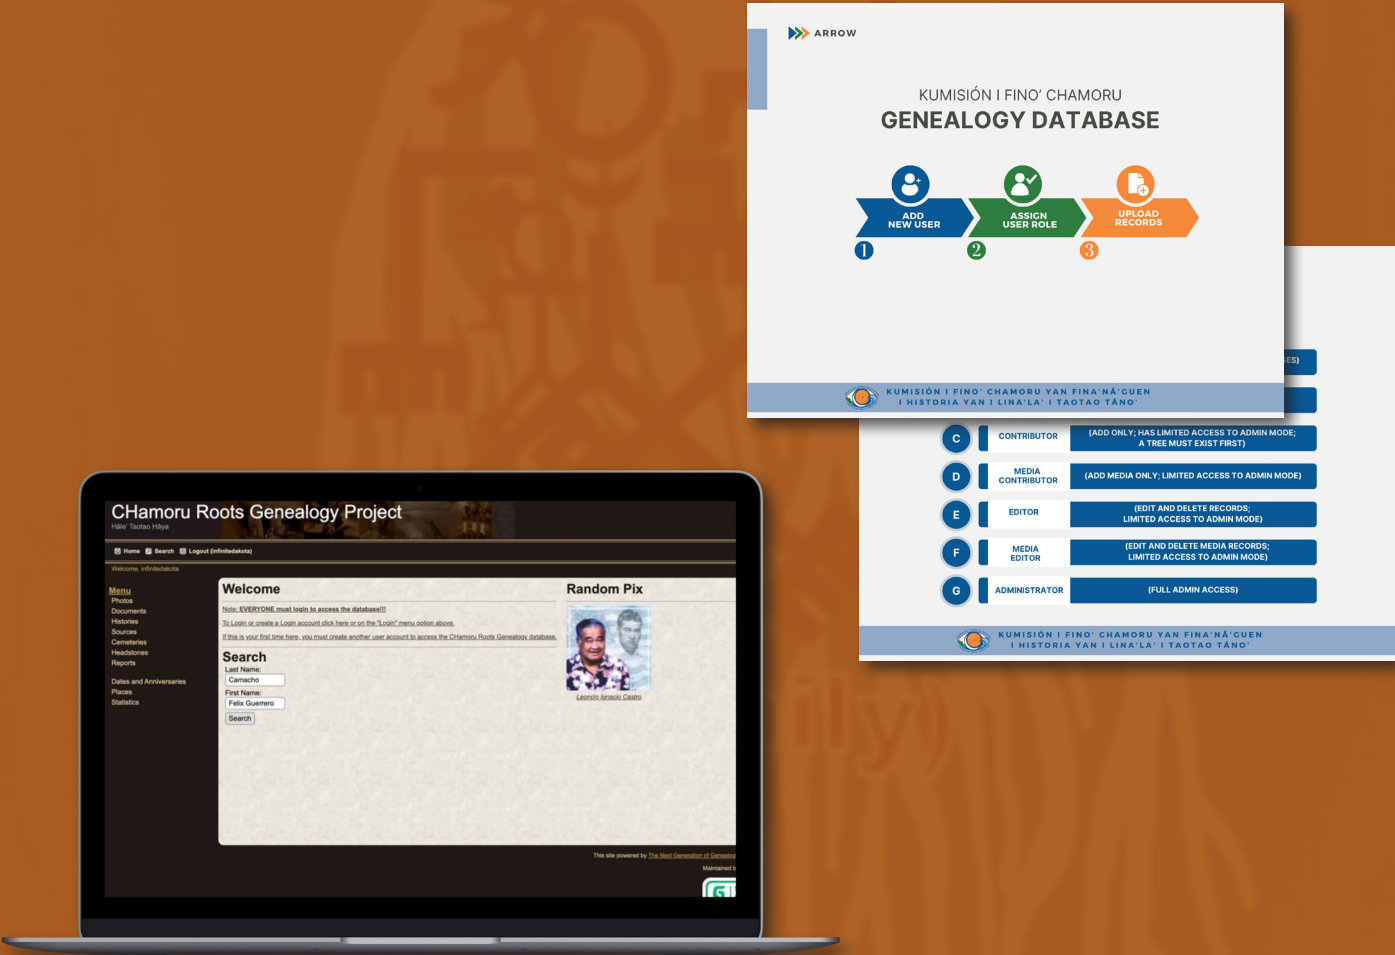 ARROW
KUMISIÓN I FINO' CHAMORU
GENEALOGY DATABASE
ADD
NEW USER
ASSIGN
USER ROLE
UPLOAD
RECORDS
1
2
3
KUMISIÓN I FINO' CHAMORU YAN FINA'NÅ'GUEN
I HISTORIA YAN I LINA'LA' I TAOTAO TÅNO'
C
CONTRIBUTOR
(ADD ONLY; HAS LIMITED ACCESS TO ADMIN MODE;
A TREE MUST EXIST FIRST)
D
MEDIA
CONTRIBUTOR
(ADD MEDIA ONLY; LIMITED ACCESS TO ADMIN MODE)
E
EDITOR
(EDIT AND DELETE RECORDS;
LIMITED ACCESS TO ADMIN MODE)
F
MEDIA
EDITOR
(EDIT AND DELETE MEDIA RECORDS;
LIMITED ACCESS TO ADMIN MODE)
G
ADMINISTRATOR
(FULL ADMIN ACCESS)
KUMISIÓN I FINO' CHAMORU YAN FINA'NÅ'GUEN
I HISTORIA YAN I LINA'LA' I TAOTAO TÅNO'
CHamoru Roots Genealogy Project
Håle' Taotao Håya
Home Search Logout (infinitedakota)
Welcome, infinitedakota
Menu
Photos
Documents
Histories
Sources
Cemeteries
Headstones
Reports
Dates and Anniversaries
Places
Statistics
Welcome
Note: EVERYONE must login to access the database!!!
To Login or create a Login account click here or on the "Login" menu option above.
If this is your first time here, you must create another user account to access the CHamoru Roots Genealogy database.
Search
Last Name:
Camacho
First Name:
Felix Guerrero
Search
Random Pix
Leoncio Ignacio Castro
This site powered by The Next Generation of
Maintained